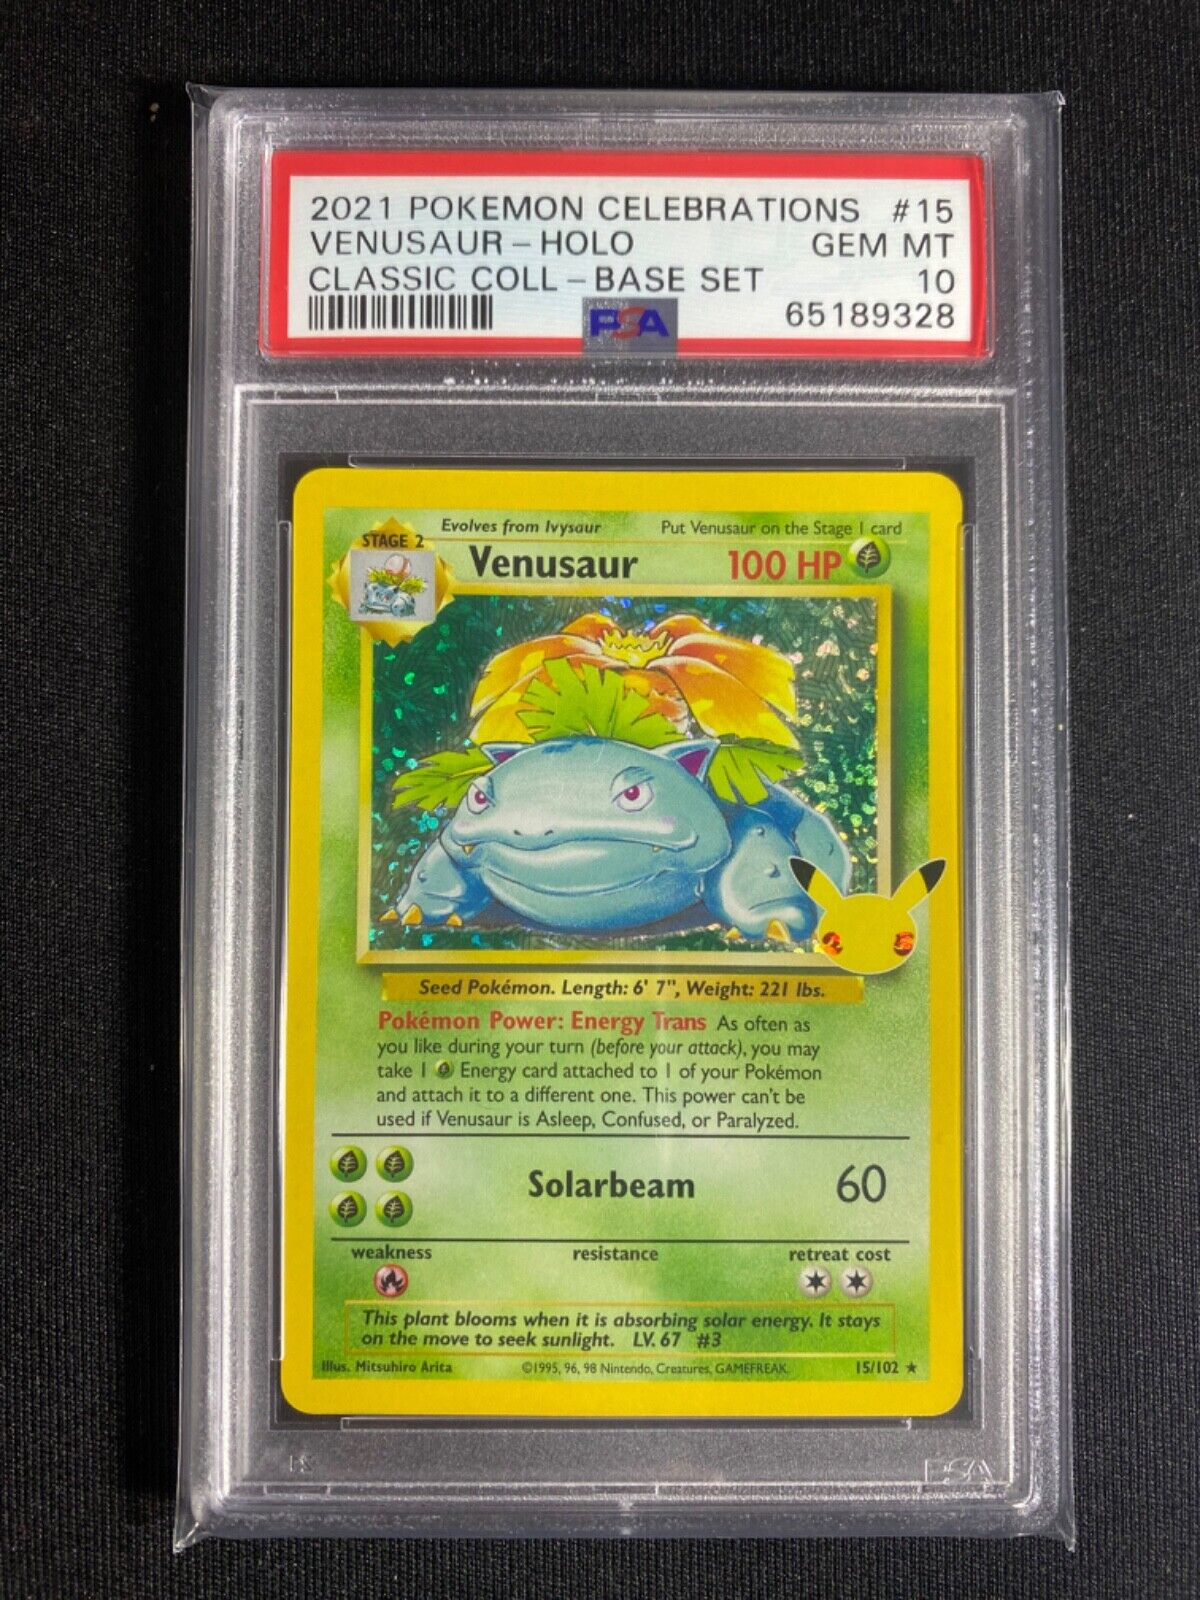 2021 POKEMON CELEBRATIONS #15
VENUSAUR - HOLO GEM MT
CLASSIC COLL - BASE SET 10
PSA 65189328
Evolves from Ivysaur Put Venusaur on the Stage 1 card
STAGE 2
Venusaur 100 HP
25
Seed Pokémon. Length: 6' 7", Weight: 221 lbs.
Pokémon Power: Energy Trans As often as
you like during your turn (before your attack), you may
take 1 Energy card attached to 1 of your Pokémon
and attach it to a different one. This power can't be
used if Venusaur is Asleep, Confused, or Paralyzed.
Solarbeam 60
weakness resistance retreat cost
This plant blooms when it is absorbing solar energy. It stays
on the move to seek sunlight. LV. 67 #3
Illus. Mitsuhiro Arita ©1995, 96, 98 Nintendo, Creatures, GAMEFREAK. 15/102 ★
PSA